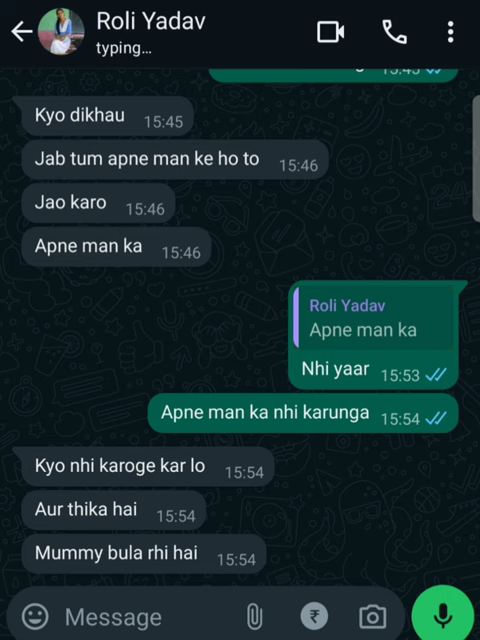 Roli Yadav
typing...
15:45
Kyo dikhau 15:45
Jab tum apne man ke ho to 15:46
Jao karo 15:46
Apne man ka 15:46
Roli Yadav
Apne man ka
Nhi yaar 15:53
Apne man ka nhi karunga 15:54
Kyo nhi karoge kar lo 15:54
Aur thika hai 15:54
Mummy bula rhi hai 15:54
Message